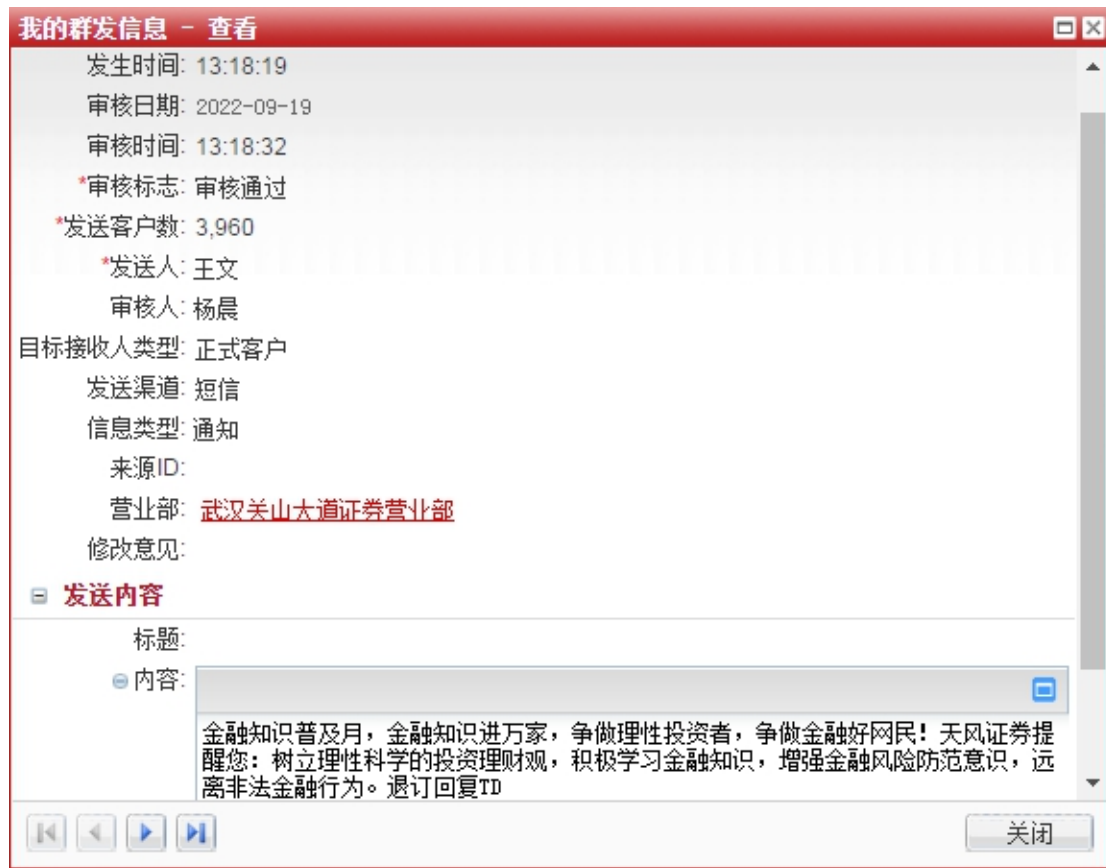 我的群发信息 - 查看
发生时间: 13:18:19
审核日期: 2022-09-19
审核时间: 13:18:32
*审核标志: 审核通过
*发送客户数: 3,960
*发送人: 王文
审核人: 杨晨
目标接收人类型: 正式客户
发送渠道: 短信
信息类型: 通知
来源ID:
营业部: 武汉关山大道证券营业部
修改意见:
发送内容
标题:
内容:
金融知识普及月，金融知识进万家，争做理性投资者，争做金融好网民！天风证券提
醒您：树立理性科学的投资理财观，积极学习金融知识，增强金融风险防范意识，远
离非法金融行为。退订回复TD
关闭